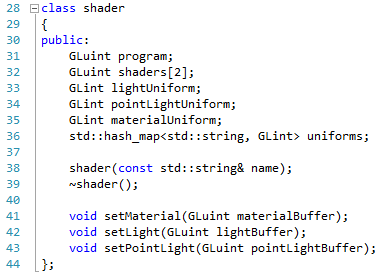 28 class shader
29 {
30 public:
31 GLuint program;
32 GLuint shaders[2];
33 GLint lightUniform;
34 GLint pointLightUniform;
35 GLint materialUniform;
36 std::hash_map<std::string, GLint> uniforms;
37
38 shader(const std::string& name);
39 ~shader();
40
41 void setMaterial(GLuint materialBuffer);
42 void setLight(GLuint lightBuffer);
43 void setPointLight(GLuint pointLightBuffer);
44 };